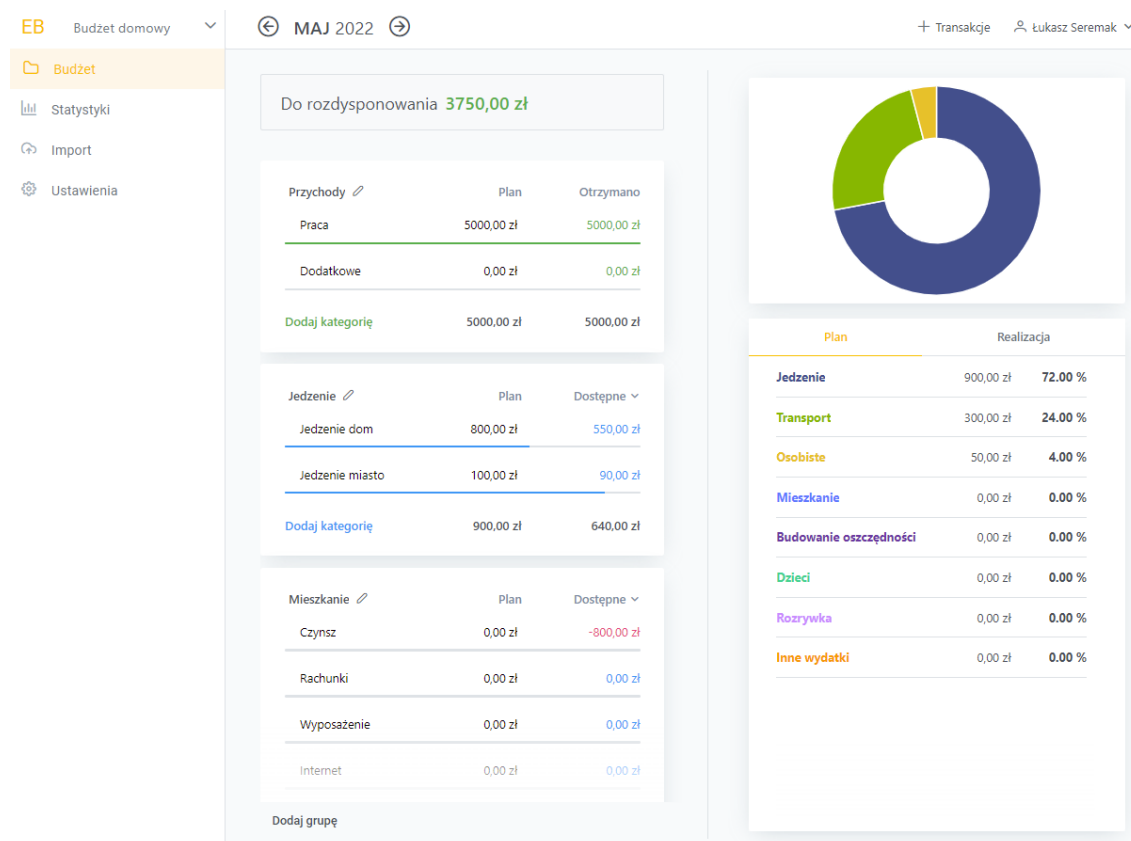 EB Budżet domowy
MAJ 2022
Transakcje Łukasz Seremak
Budżet
Statystyki
Import
Ustawienia
Do rozdysponowania 3750,00 zł
Przychody Plan Otrzymano
Praca 5000,00 zł 5000,00 zł
Dodatkowe 0,00 zł 0,00 zł
Dodaj kategorię 5000,00 zł 5000,00 zł
Jedzenie Plan Dostępne
Jedzenie dom 800,00 zł 550,00 zł
Jedzenie miasto 100,00 zł 90,00 zł
Dodaj kategorię 900,00 zł 640,00 zł
Mieszkanie Plan Dostępne
Czynsz 0,00 zł -800,00 zł
Rachunki 0,00 zł 0,00 zł
Wyposażenie 0,00 zł 0,00 zł
Internet 0,00 zł 0,00 zł
Dodaj grupę
Plan Realizacja
Jedzenie 900,00 zł 72.00 %
Transport 300,00 zł 24.00 %
Osobiste 50,00 zł 4.00 %
Mieszkanie 0,00 zł 0.00 %
Budowanie oszczędności 0,00 zł 0.00 %
Dzieci 0,00 zł 0.00 %
Rozrywka 0,00 zł 0.00 %
Inne wydatki 0,00 zł 0.00 %